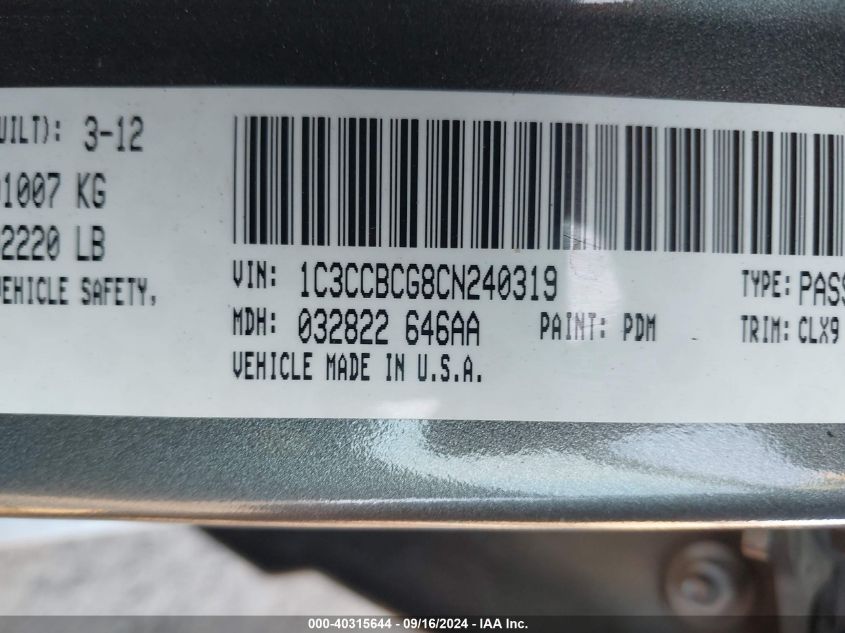 UILT): 3-12
1007 KG
2220 LB
VEHICLE SAFETY,
VIN: 1C3CCBCG8CN240319
TYPE: PASS
MDH: 032822 646AA
PAINT: PDM
TRIM: CLX9
VEHICLE MADE IN U.S.A.
000-40315644 - 09/16/2024 - IAA Inc.